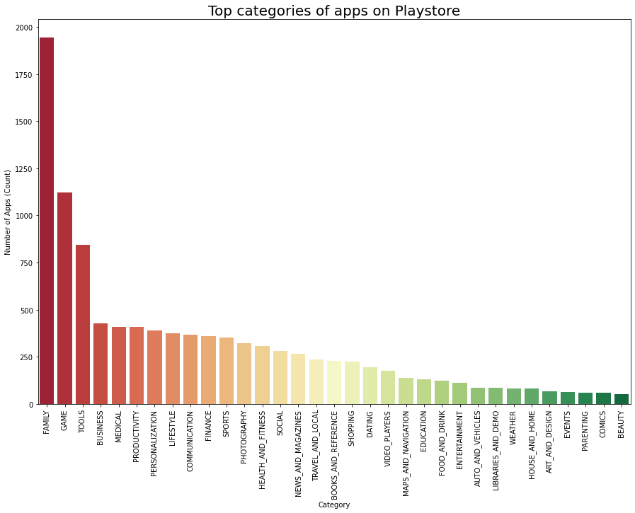 Top categories of apps on Playstore
Number of Apps (Count)
2000
1750
1500
1250
1000
750
500
250
0
FAMILY
GAME
TOOLS
BUSINESS
MEDICAL
PRODUCTIVITY
PERSONALIZATION
LIFESTYLE
COMMUNICATION
FINANCE
SPORTS
PHOTOGRAPHY
HEALTH_AND_FITNESS
SOCIAL
NEWS_AND_MAGAZINES
TRAVEL_AND_LOCAL
BOOKS_AND_REFERENCE
SHOPPING
DATING
VIDEO_PLAYERS
MAPS_AND_NAVIGATION
EDUCATION
FOOD_AND_DRINK
ENTERTAINMENT
AUTO_AND_VEHICLES
LIBRARIES_AND_DEMO
WEATHER
HOUSE_AND_HOME
ART_AND_DESIGN
EVENTS
PARENTING
COMICS
BEAUTY
Category